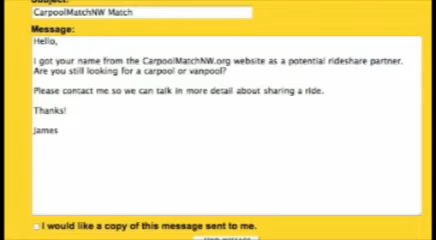 Subject:
CarpoolMatchNW Match
Message:
Hello,
I got your name from the CarpoolMatchNW.org website as a potential rideshare partner.
Are you still looking for a carpool or vanpool?
Please contact me so we can talk in more detail about sharing a ride.
Thanks!
James
I would like a copy of this message sent to me.
SEND MESSAGE